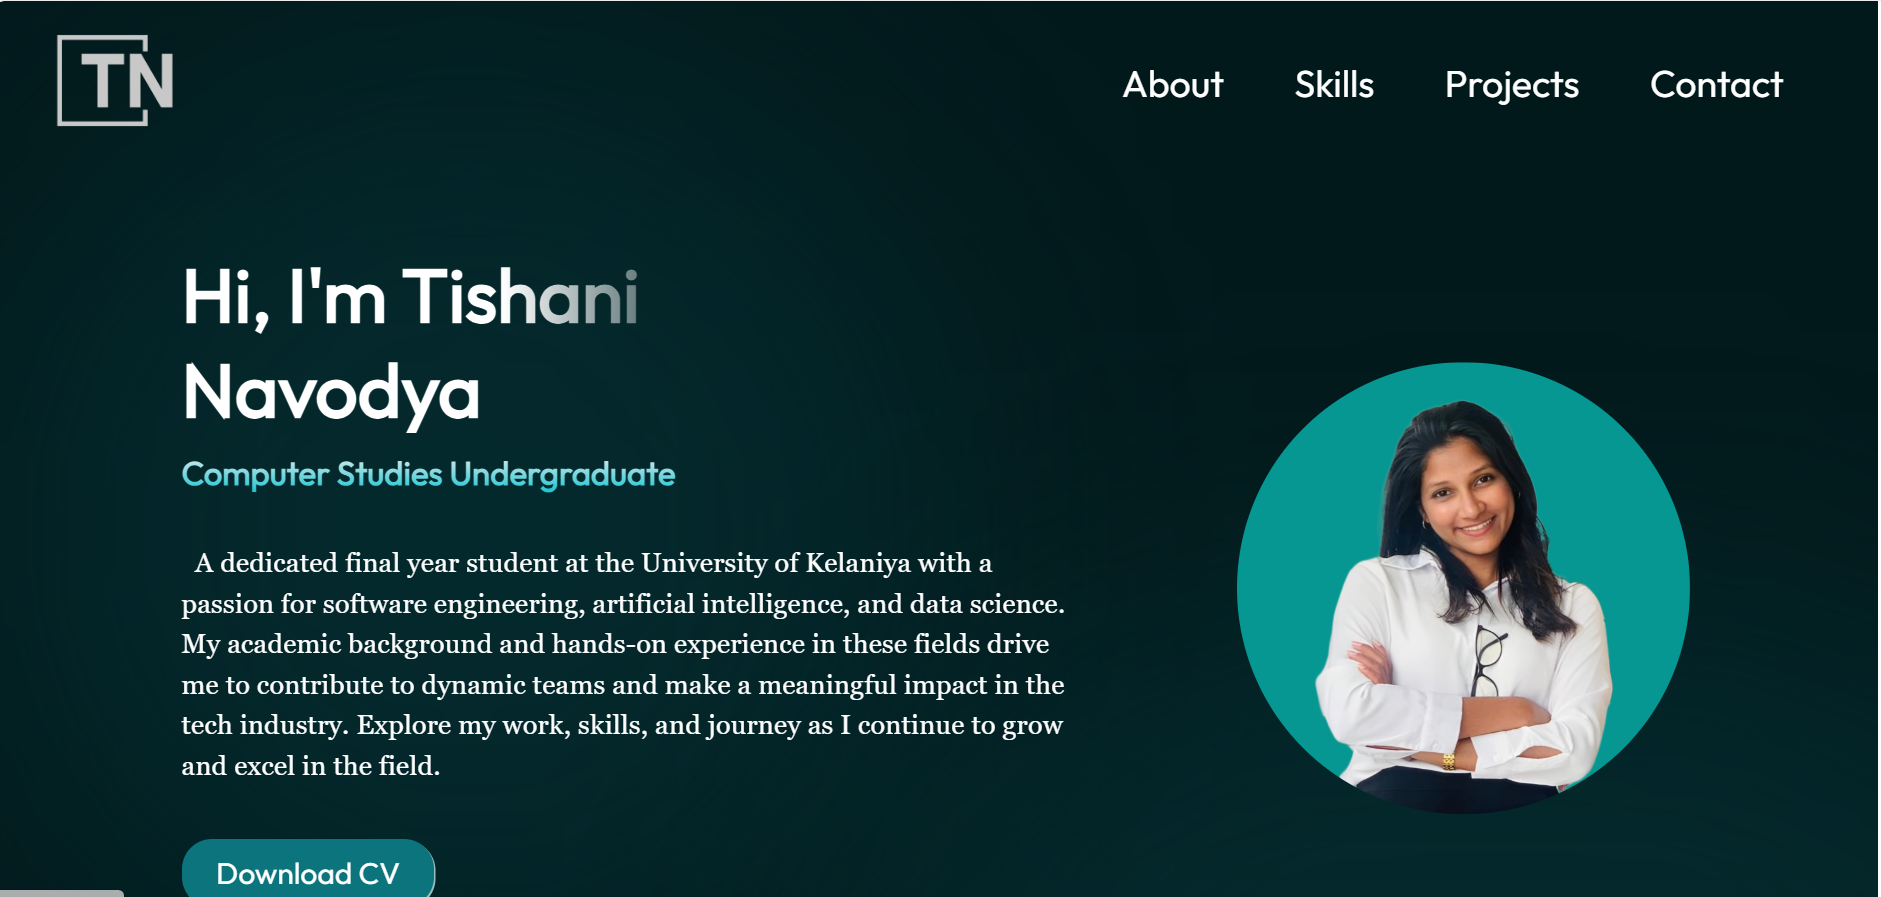 TN
About Skills Projects Contact
Hi, I'm Tishani
Navodya
Computer Studies Undergraduate
A dedicated final year student at the University of Kelaniya with a
passion for software engineering, artificial intelligence, and data science.
My academic background and hands-on experience in these fields drive
me to contribute to dynamic teams and make a meaningful impact in the
tech industry. Explore my work, skills, and journey as I continue to grow
and excel in the field.
Download CV